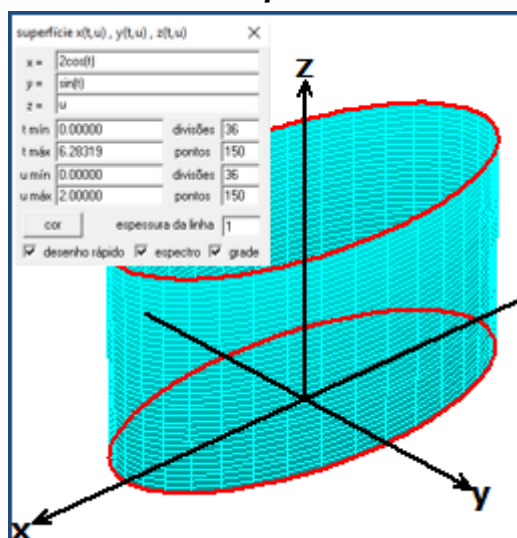 superfície x(t,u) , y(t,u) , z(t,u)
x = 2cos(t)
y = sin(t)
z = u
t mín 0.00000 divisões 36
t máx 6.28319 pontos 150
u mín 0.00000 divisões 36
u máx 2.00000 pontos 150
cor espessura da linha 1
desenho rápido espectro grade
z
y
x